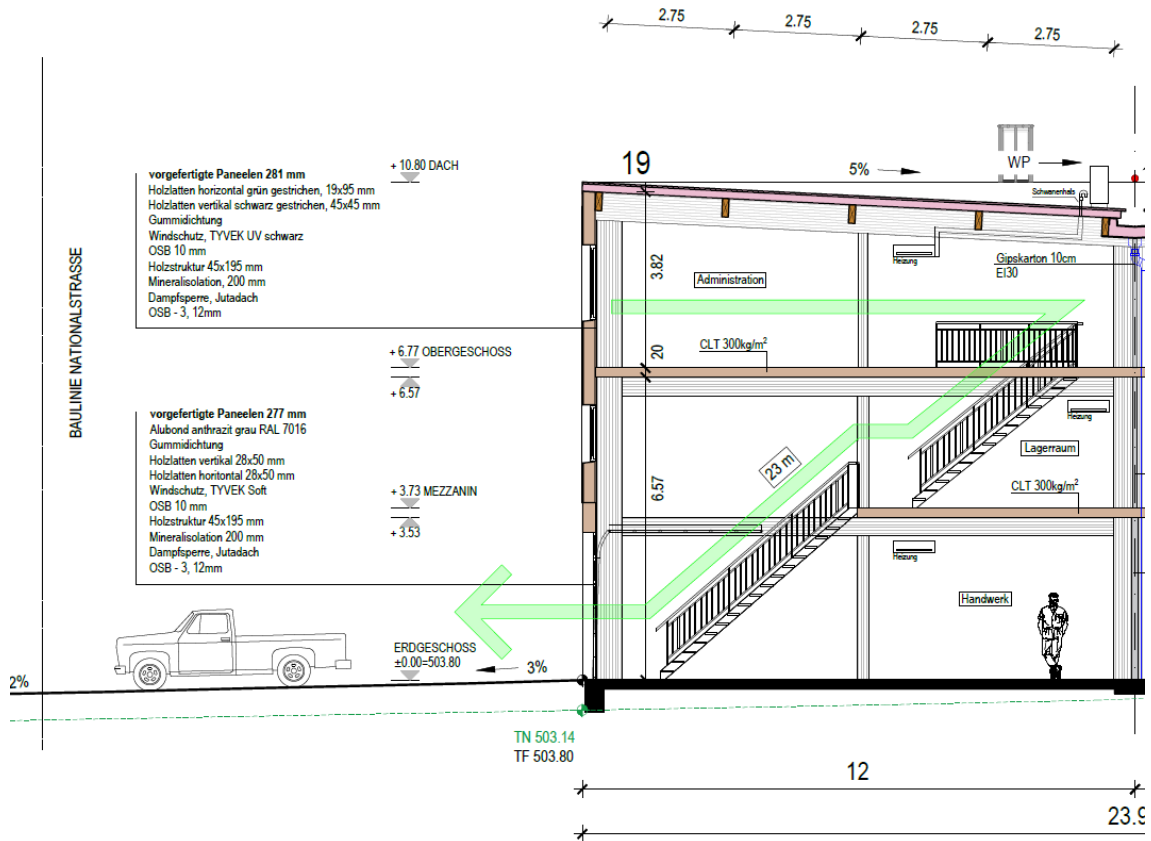 2.75
2.75
2.75
2.75
+ 10.80 DACH
19
5%
WP
vorgefertigte Paneelen 281 mm
Holzlatten horizontal grün gestrichen, 19x95 mm
Holzlatten vertikal schwarz gestrichen, 45x45 mm
Gummidichtung
Windschutz, TYVEK UV schwarz
OSB 10 mm
Holzstruktur 45x195 mm
Mineralisolation, 200 mm
Dampfsperre, Jutadach
OSB - 3, 12mm
Schwanenhals
Heizung
Gipskarton 10cm
EI30
3.82
Administration
BAULINIE NATIONALSTRASSE
+ 6.77 OBERGESCHOSS
+ 6.57
20
CLT 300kg/m²
vorgefertigte Paneelen 277 mm
Alubond anthrazit grau RAL 7016
Gummidichtung
Holzlatten vertikal 28x50 mm
Holzlatten horitontal 28x50 mm
Windschutz, TYVEK Soft
OSB 10 mm
Holzstruktur 45x195 mm
Mineralisolation 200 mm
Dampfsperre, Jutadach
OSB - 3, 12mm
Heizung
Lagerraum
23 m
6.57
CLT 300kg/m²
+ 3.73 MEZZANIN
+ 3.53
Heizung
Handwerk
ERDGESCHOSS
±0.00=503.80
3%
2%
TN 503.14
TF 503.80
12
23.9